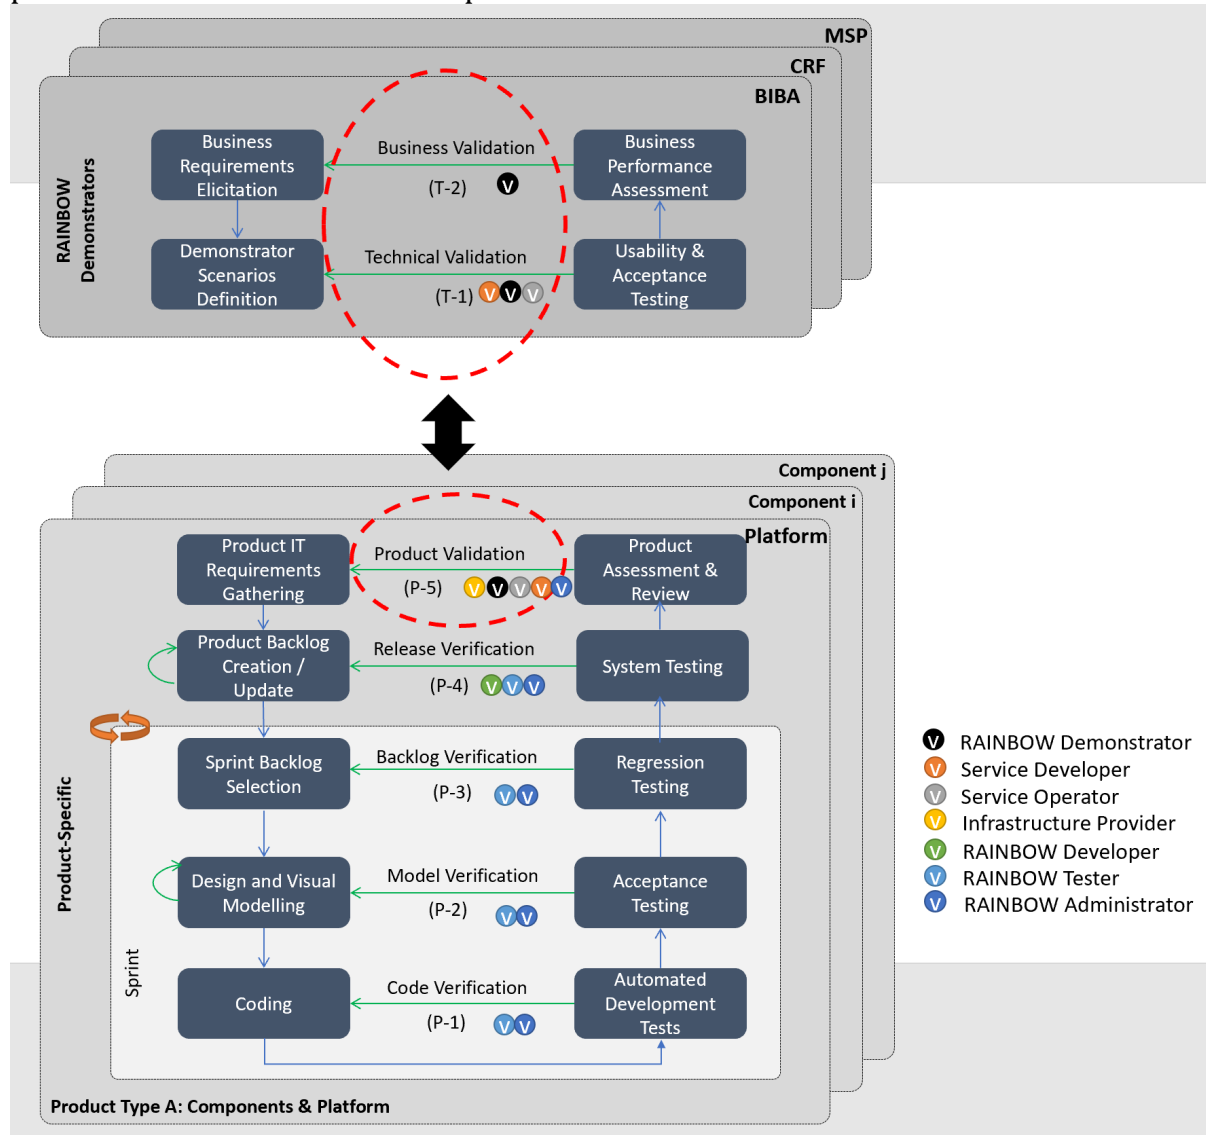 MSP
CRF
BIBA
RAINBOW
Demonstrators
Business
Requirements
Elicitation
Business Validation
(T-2)
V
Business
Performance
Assessment
Demonstrator
Scenarios
Definition
Technical Validation
(T-1)
V V V
Usability &
Acceptance
Testing
Component j
Component i
Platform
Product-Specific
Product IT
Requirements
Gathering
Product Validation
(P-5)
V V V V V
Product
Assessment &
Review
Product Backlog
Creation /
Update
Release Verification
(P-4)
V V V
System Testing
Sprint
Sprint Backlog
Selection
Backlog Verification
(P-3)
V V
Regression
Testing
Design and Visual
Modelling
Model Verification
(P-2)
V V
Acceptance
Testing
Coding
Code Verification
(P-1)
V V
Automated
Development
Tests
Product Type A: Components & Platform
V RAINBOW Demonstrator
V Service Developer
V Service Operator
V Infrastructure Provider
V RAINBOW Developer
V RAINBOW Tester
V RAINBOW Administrator